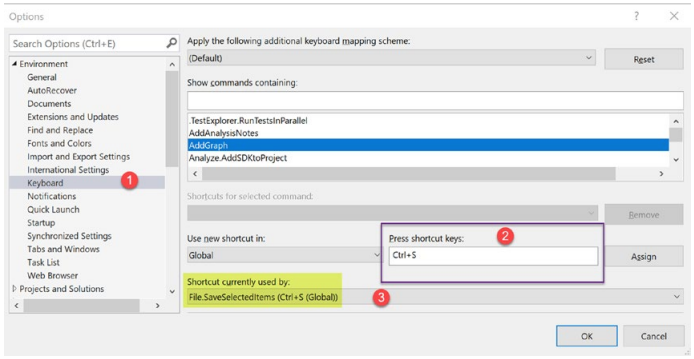 Options
? ×
Search Options (Ctrl+E)
Environment
General
AutoRecover
Documents
Extensions and Updates
Find and Replace
Fonts and Colors
Import and Export Settings
International Settings
Keyboard
1
Notifications
Quick Launch
Startup
Synchronized Settings
Tabs and Windows
Task List
Web Browser
Projects and Solutions
Apply the following additional keyboard mapping scheme:
(Default)
Reset
Show commands containing:
.TestExplorer.RunTestsInParallel
AddAnalysisNotes
AddGraph
Analyze.AddSDKtoProject
Shortcuts for selected command:
Remove
Use new shortcut in:
Global
Press shortcut keys:
2
Ctrl+S
Assign
Shortcut currently used by:
File.SaveSelectedItems (Ctrl+S (Global))
3
OK
Cancel